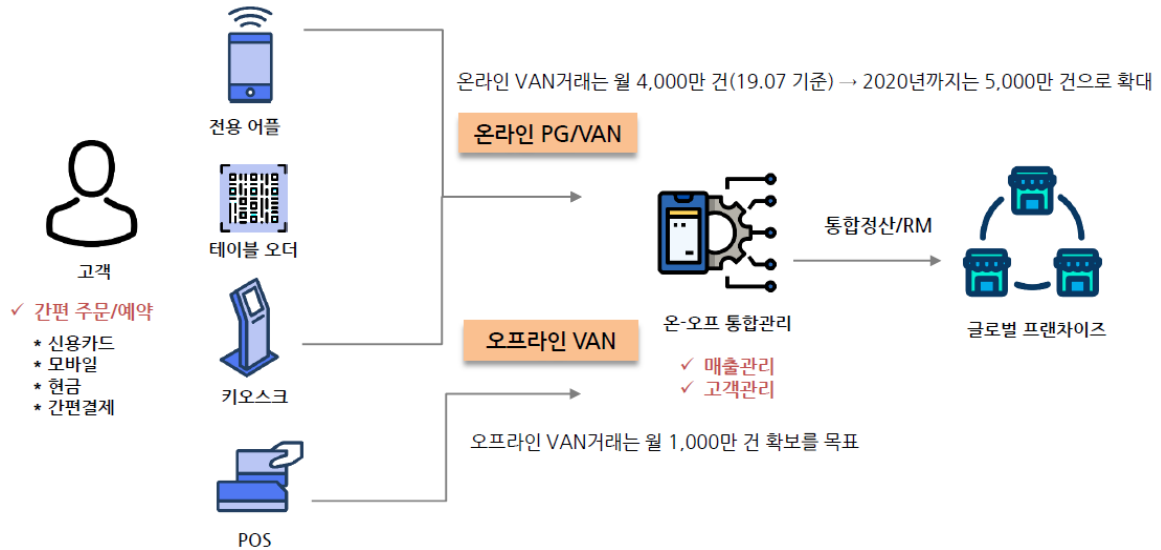 온라인 VAN거래는 월 4,000만 건(19.07 기준) → 2020년까지는 5,000만 건으로 확대
전용 어플
온라인 PG/VAN
테이블 오더
고객
✓ 간편 주문/예약
* 신용카드
* 모바일
* 현금
* 간편결제
키오스크
오프라인 VAN
온-오프 통합관리
✓ 매출관리
✓ 고객관리
통합정산/RM
글로벌 프랜차이즈
오프라인 VAN거래는 월 1,000만 건 확보를 목표
POS